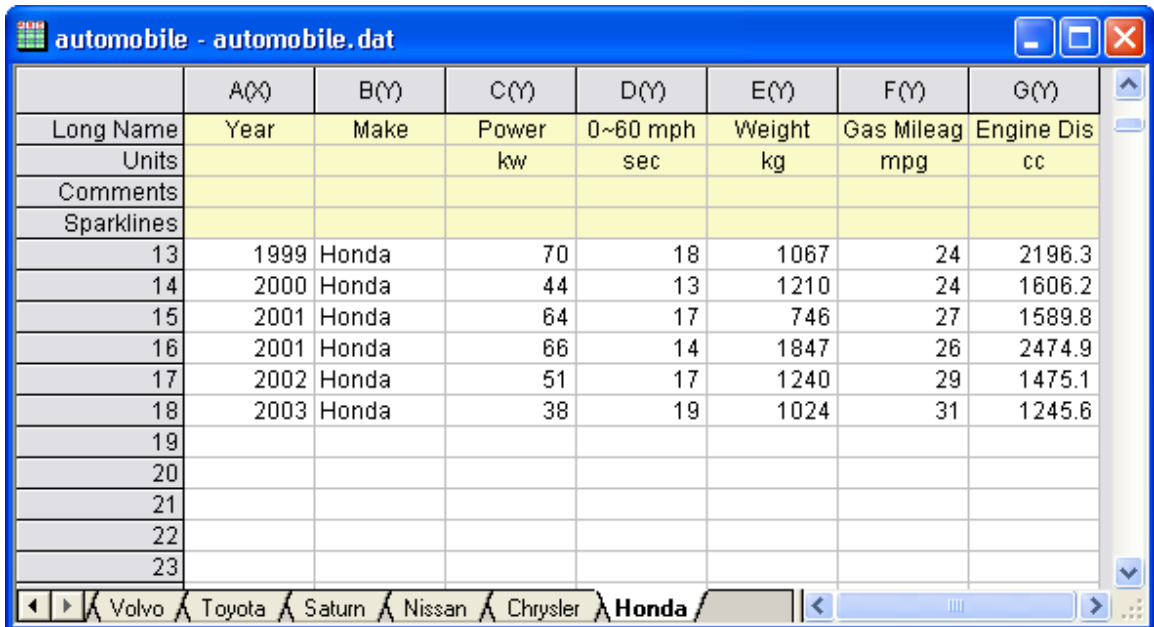 automobile - automobile.dat
A(X) B(Y) C(Y) D(Y) E(Y) F(Y) G(Y)
Long Name Year Make Power 0~60 mph Weight Gas Mileag Engine Dis
Units kw sec kg mpg cc
Comments
Sparklines
13 1999 Honda 70 18 1067 24 2196.3
14 2000 Honda 44 13 1210 24 1606.2
15 2001 Honda 64 17 746 27 1589.8
16 2001 Honda 66 14 1847 26 2474.9
17 2002 Honda 51 17 1240 29 1475.1
18 2003 Honda 38 19 1024 31 1245.6
19
20
21
22
23
Volvo Toyota Saturn Nissan Chrysler Honda